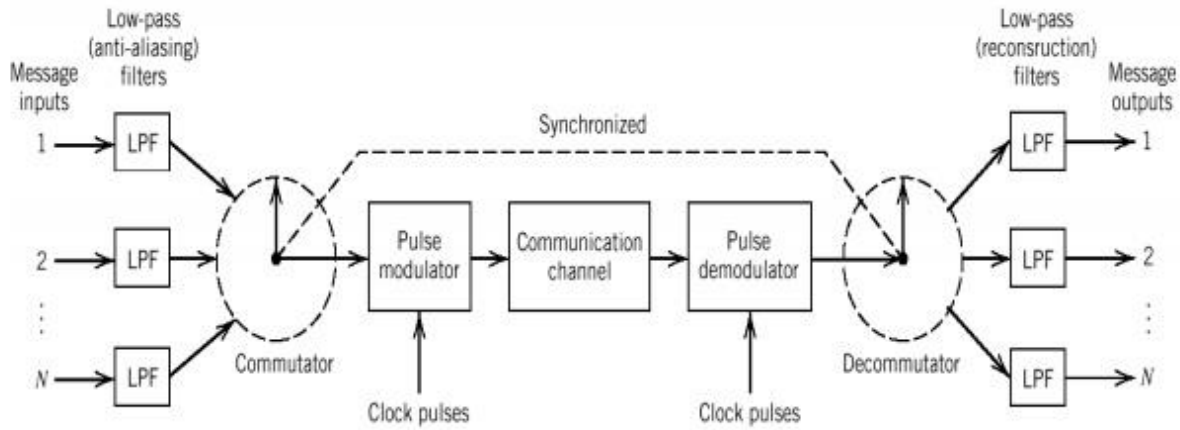 Low-pass
(anti-aliasing)
filters
Message
inputs
Low-pass
(reconsruction)
filters
Message
outputs
1
LPF
Synchronized
LPF
1
2
LPF
Pulse
modulator
Communication
channel
Pulse
demodulator
LPF
2
⋮
⋮
N
LPF
Commutator
Clock pulses
Clock pulses
Decommutator
LPF
N